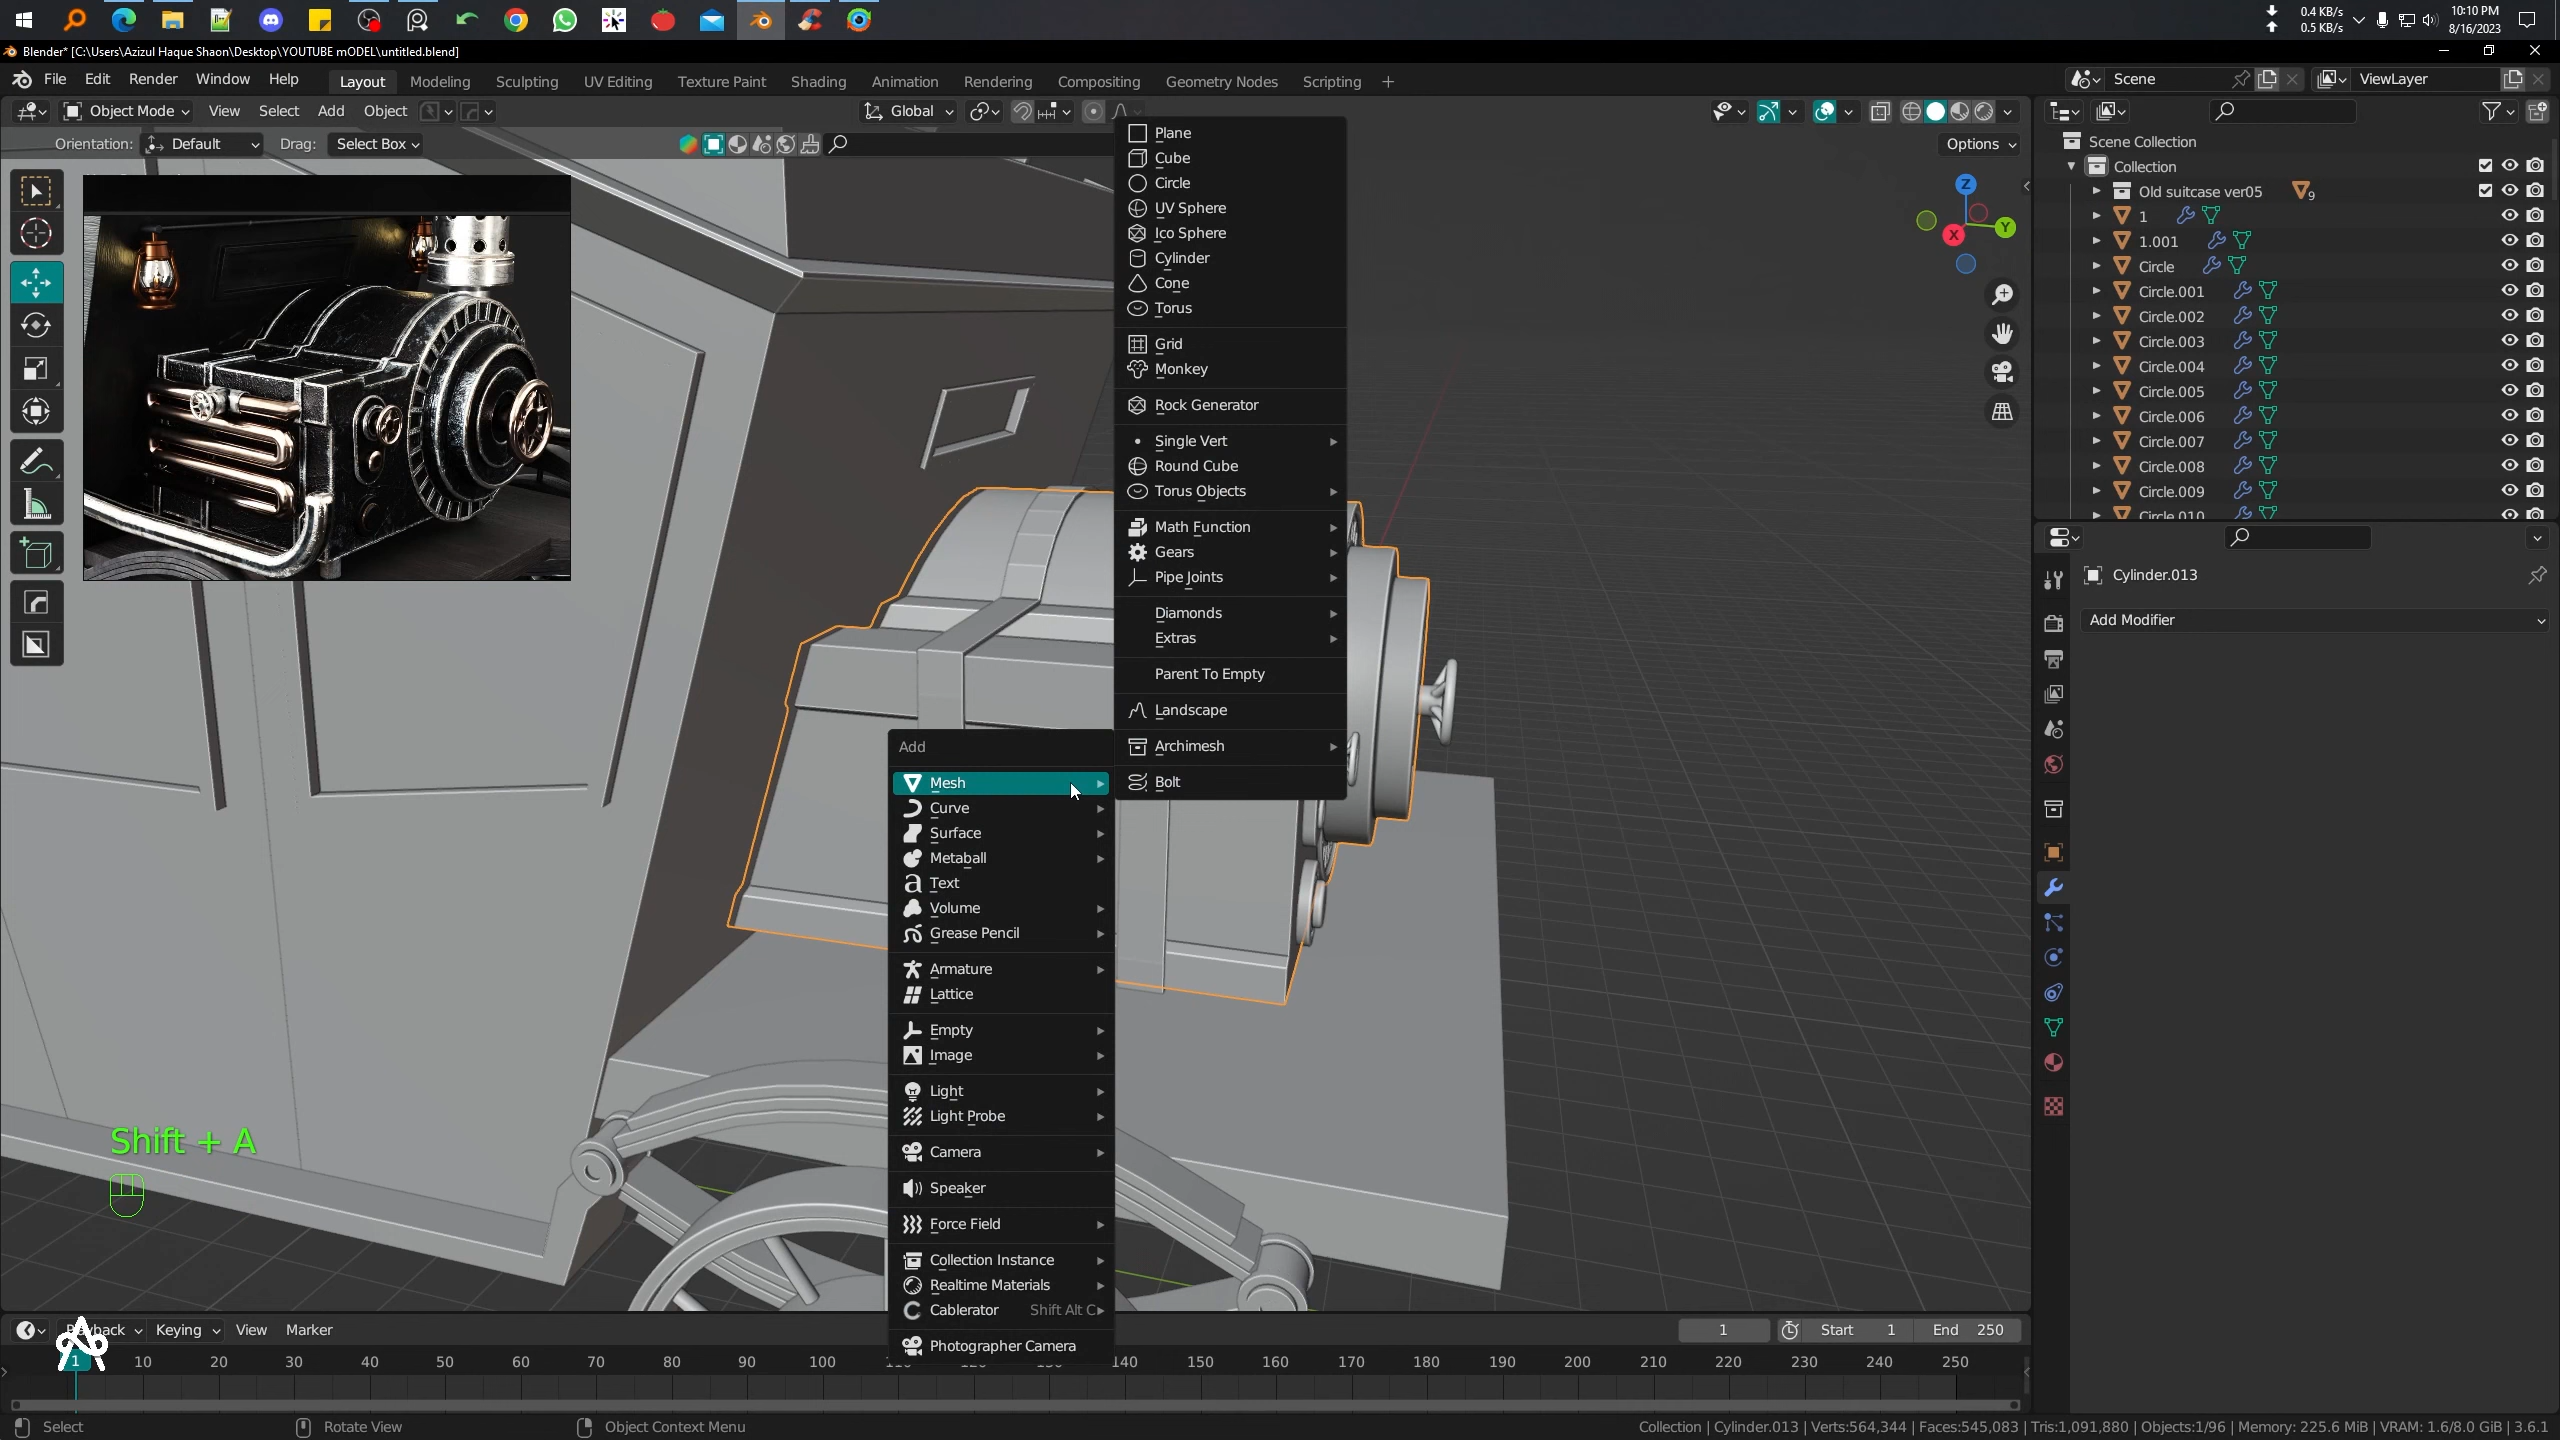 0.4 KB/s
0.5 KB/s
10:10 PM
8/16/2023
Blender* [C:\Users\Azizul Haque Shaon\Desktop\YOUTUBE mODEL\untitled.blend]
File Edit Render Window Help
Layout Modeling Sculpting UV Editing Texture Paint Shading Animation Rendering Compositing Geometry Nodes Scripting +
Scene
ViewLayer
Object Mode View Select Add Object
Global
Orientation: Default Drag: Select Box
Options
Z
Y
X
Plane
Cube
Circle
UV Sphere
Ico Sphere
Cylinder
Cone
Torus
Grid
Monkey
Rock Generator
Single Vert
Round Cube
Torus Objects
Math Function
Gears
Pipe Joints
Diamonds
Extras
Parent To Empty
Landscape
Archimesh
Bolt
Add
Mesh
Curve
Surface
Metaball
Text
Volume
Grease Pencil
Armature
Lattice
Empty
Image
Light
Light Probe
Camera
Speaker
Force Field
Collection Instance
Realtime Materials
Cablerator Shift Alt C
Photographer Camera
Scene Collection
Collection
Old suitcase ver05 9
1
1.001
Circle
Circle.001
Circle.002
Circle.003
Circle.004
Circle.005
Circle.006
Circle.007
Circle.008
Circle.009
Circle.010
Cylinder.013
Add Modifier
Shift + A
Keying View Marker
1 Start 1 End 250
1 10 20 30 40 50 60 70 80 90 100 110 120 130 140 150 160 170 180 190 200 210 220 230 240 250
Select Rotate View Object Context Menu
Collection | Cylinder.013 | Verts:564,344 | Faces:545,083 | Tris:1,091,880 | Objects:1/96 | Memory: 225.6 MiB | VRAM: 1.6/8.0 GiB | 3.6.1